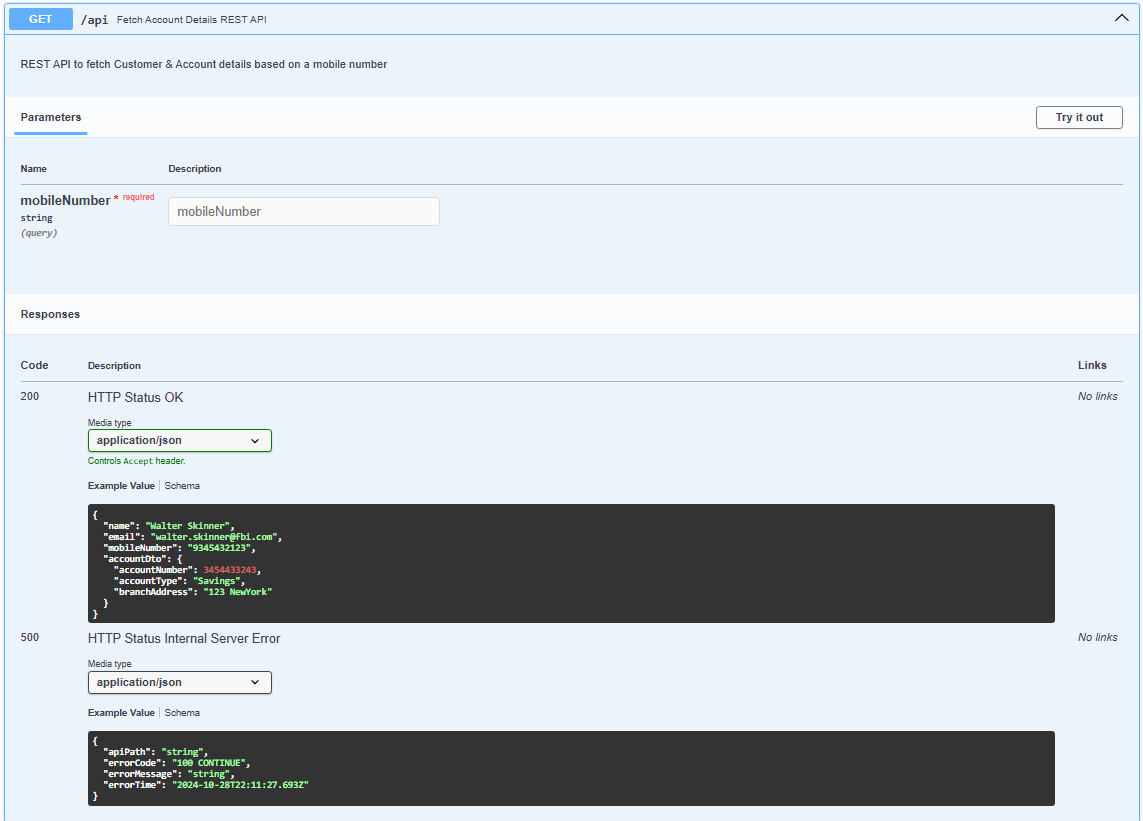 GET /api Fetch Account Details REST API
REST API to fetch Customer & Account details based on a mobile number
Parameters Try it out
Name Description
mobileNumber * required mobileNumber
string
(query)
Responses
Code Description Links
200 HTTP Status OK No links
Media type
application/json
Controls Accept header.
Example Value Schema
{
"name": "Walter Skinner",
"email": "walter.skinner@fbi.com",
"mobileNumber": "9345432123",
"accountDto": {
"accountNumber": 3454433243,
"accountType": "Savings",
"branchAddress": "123 NewYork"
}
}
500 HTTP Status Internal Server Error No links
Media type
application/json
Example Value Schema
{
"apiPath": "string",
"errorCode": "100 CONTINUE",
"errorMessage": "string",
"errorTime": "2024-10-28T22:11:27.693Z"
}